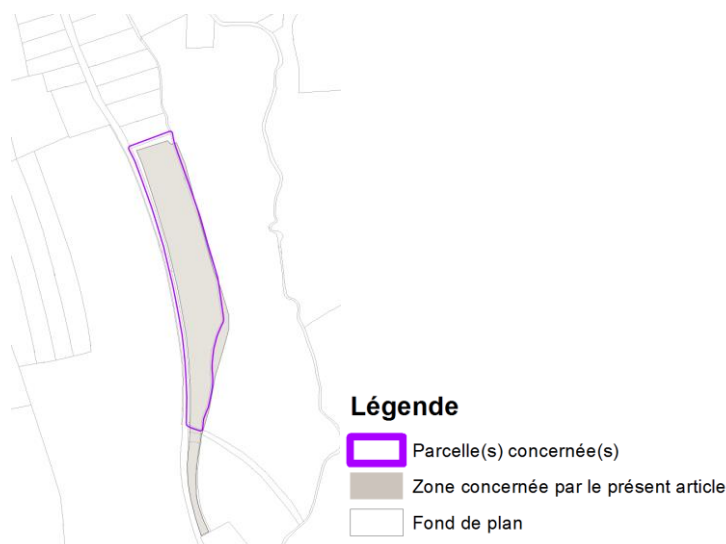 Légende
Parcelle(s) concernée(s)
Zone concernée par le présent article
Fond de plan